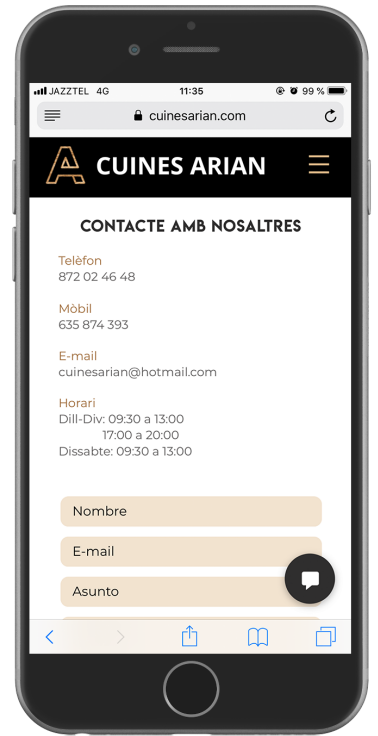 JAZZTEL 4G 11:35 99 %
cuinesarian.com
A CUINES ARIAN
CONTACTE AMB NOSALTRES
Telèfon
872 02 46 48
Mòbil
635 874 393
E-mail
cuinesarian@hotmail.com
Horari
Dill-Div: 09:30 a 13:00
17:00 a 20:00
Dissabte: 09:30 a 13:00
Nombre
E-mail
Asunto